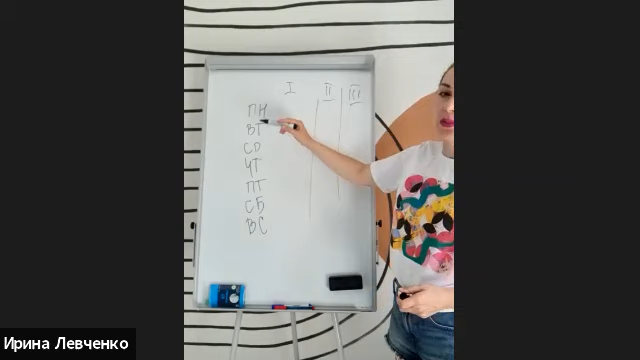 I II III
ПН
ВТ
СР
ЧТ
ПТ
СБ
ВС
Ирина Левченко